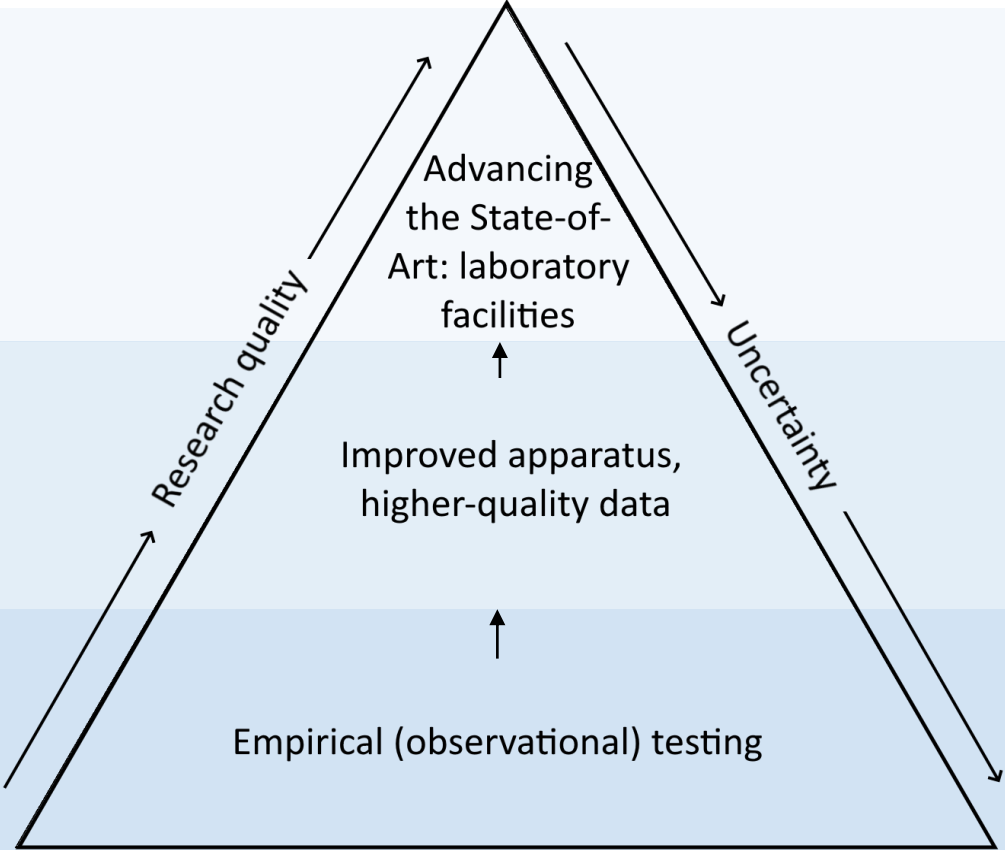 Advancing
the State-of-
Art: laboratory
facilities
Research quality
Uncertainty
Improved apparatus,
higher-quality data
Empirical (observational) testing